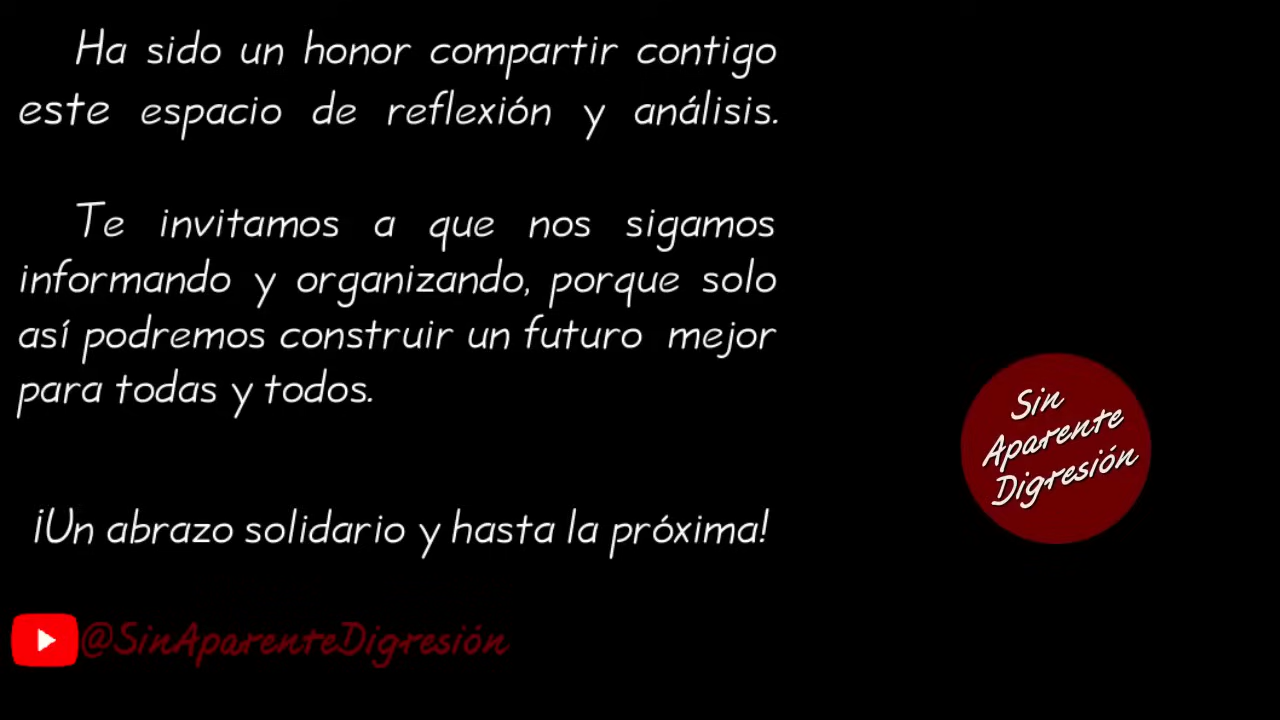 Ha sido un honor compartir contigo
este espacio de reflexión y análisis.
Te invitamos a que nos sigamos
informando y organizando, porque solo
así podremos construir un futuro mejor
para todas y todos.
¡Un abrazo solidario y hasta la próxima!
@SinAparenteDigresión
Sin
Aparente
Digresión